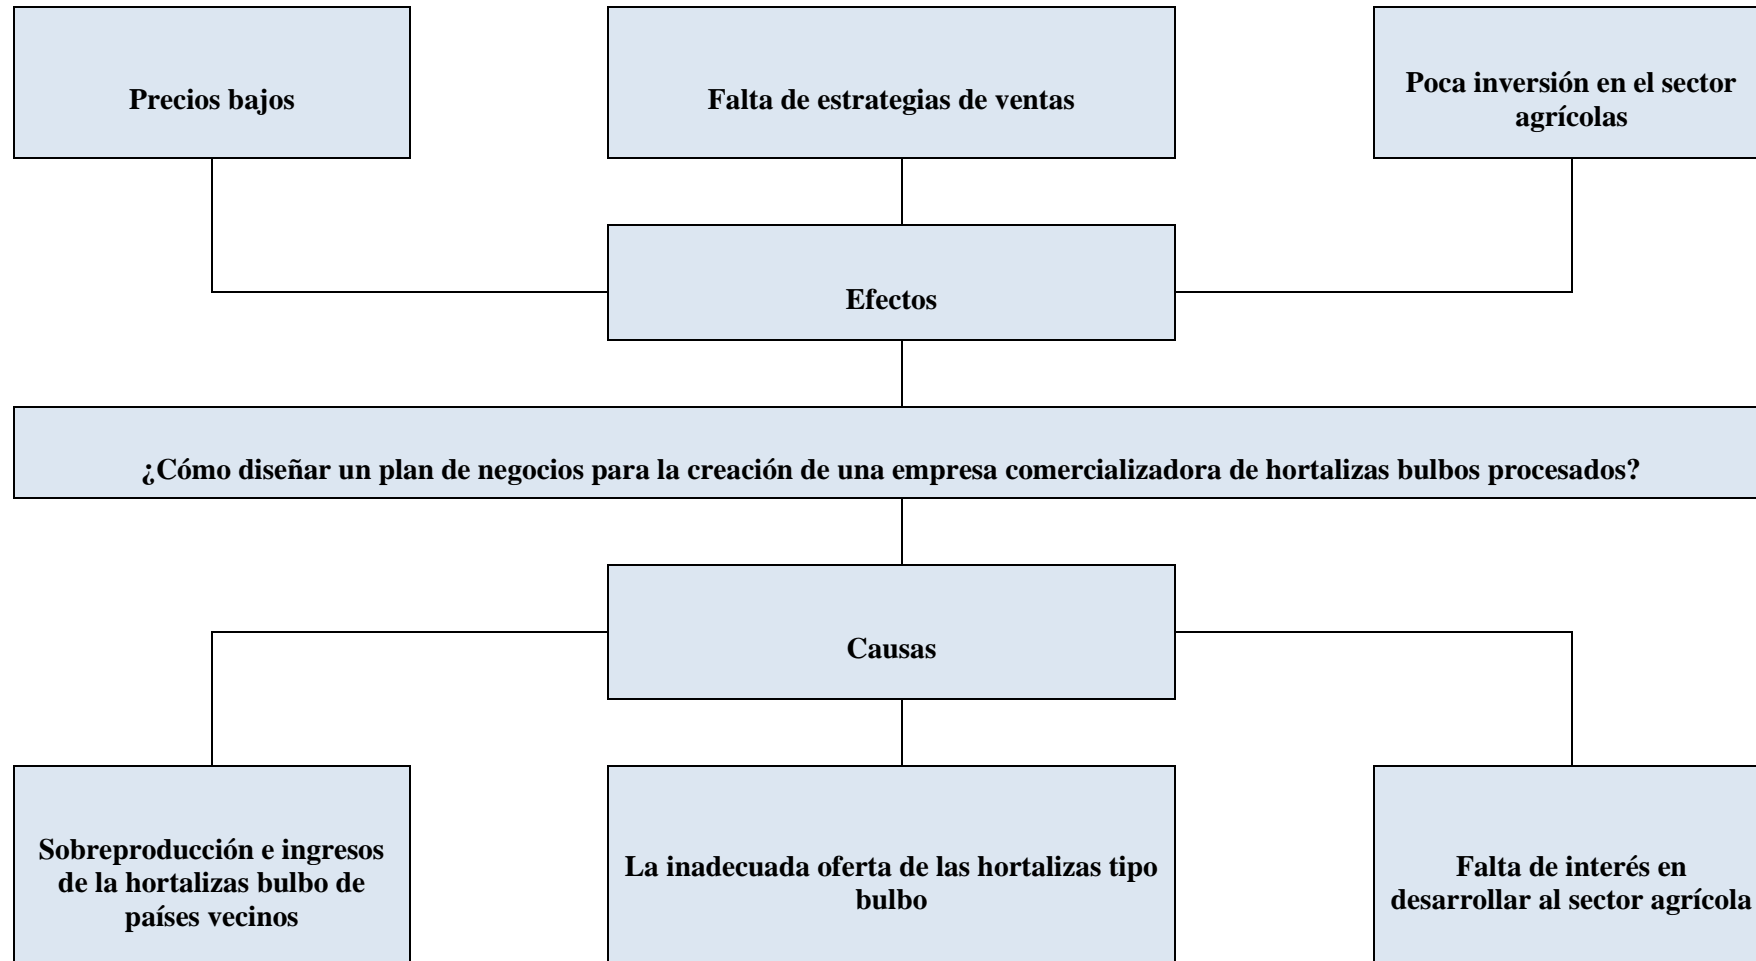 Precios bajos
Falta de estrategias de ventas
Poca inversión en el sector
agrícolas
Efectos
¿Cómo diseñar un plan de negocios para la creación de una empresa comercializadora de hortalizas bulbos procesados?
Causas
Sobreproducción e ingresos
de la hortalizas bulbo de
países vecinos
La inadecuada oferta de las hortalizas tipo
bulbo
Falta de interés en
desarrollar al sector agrícola